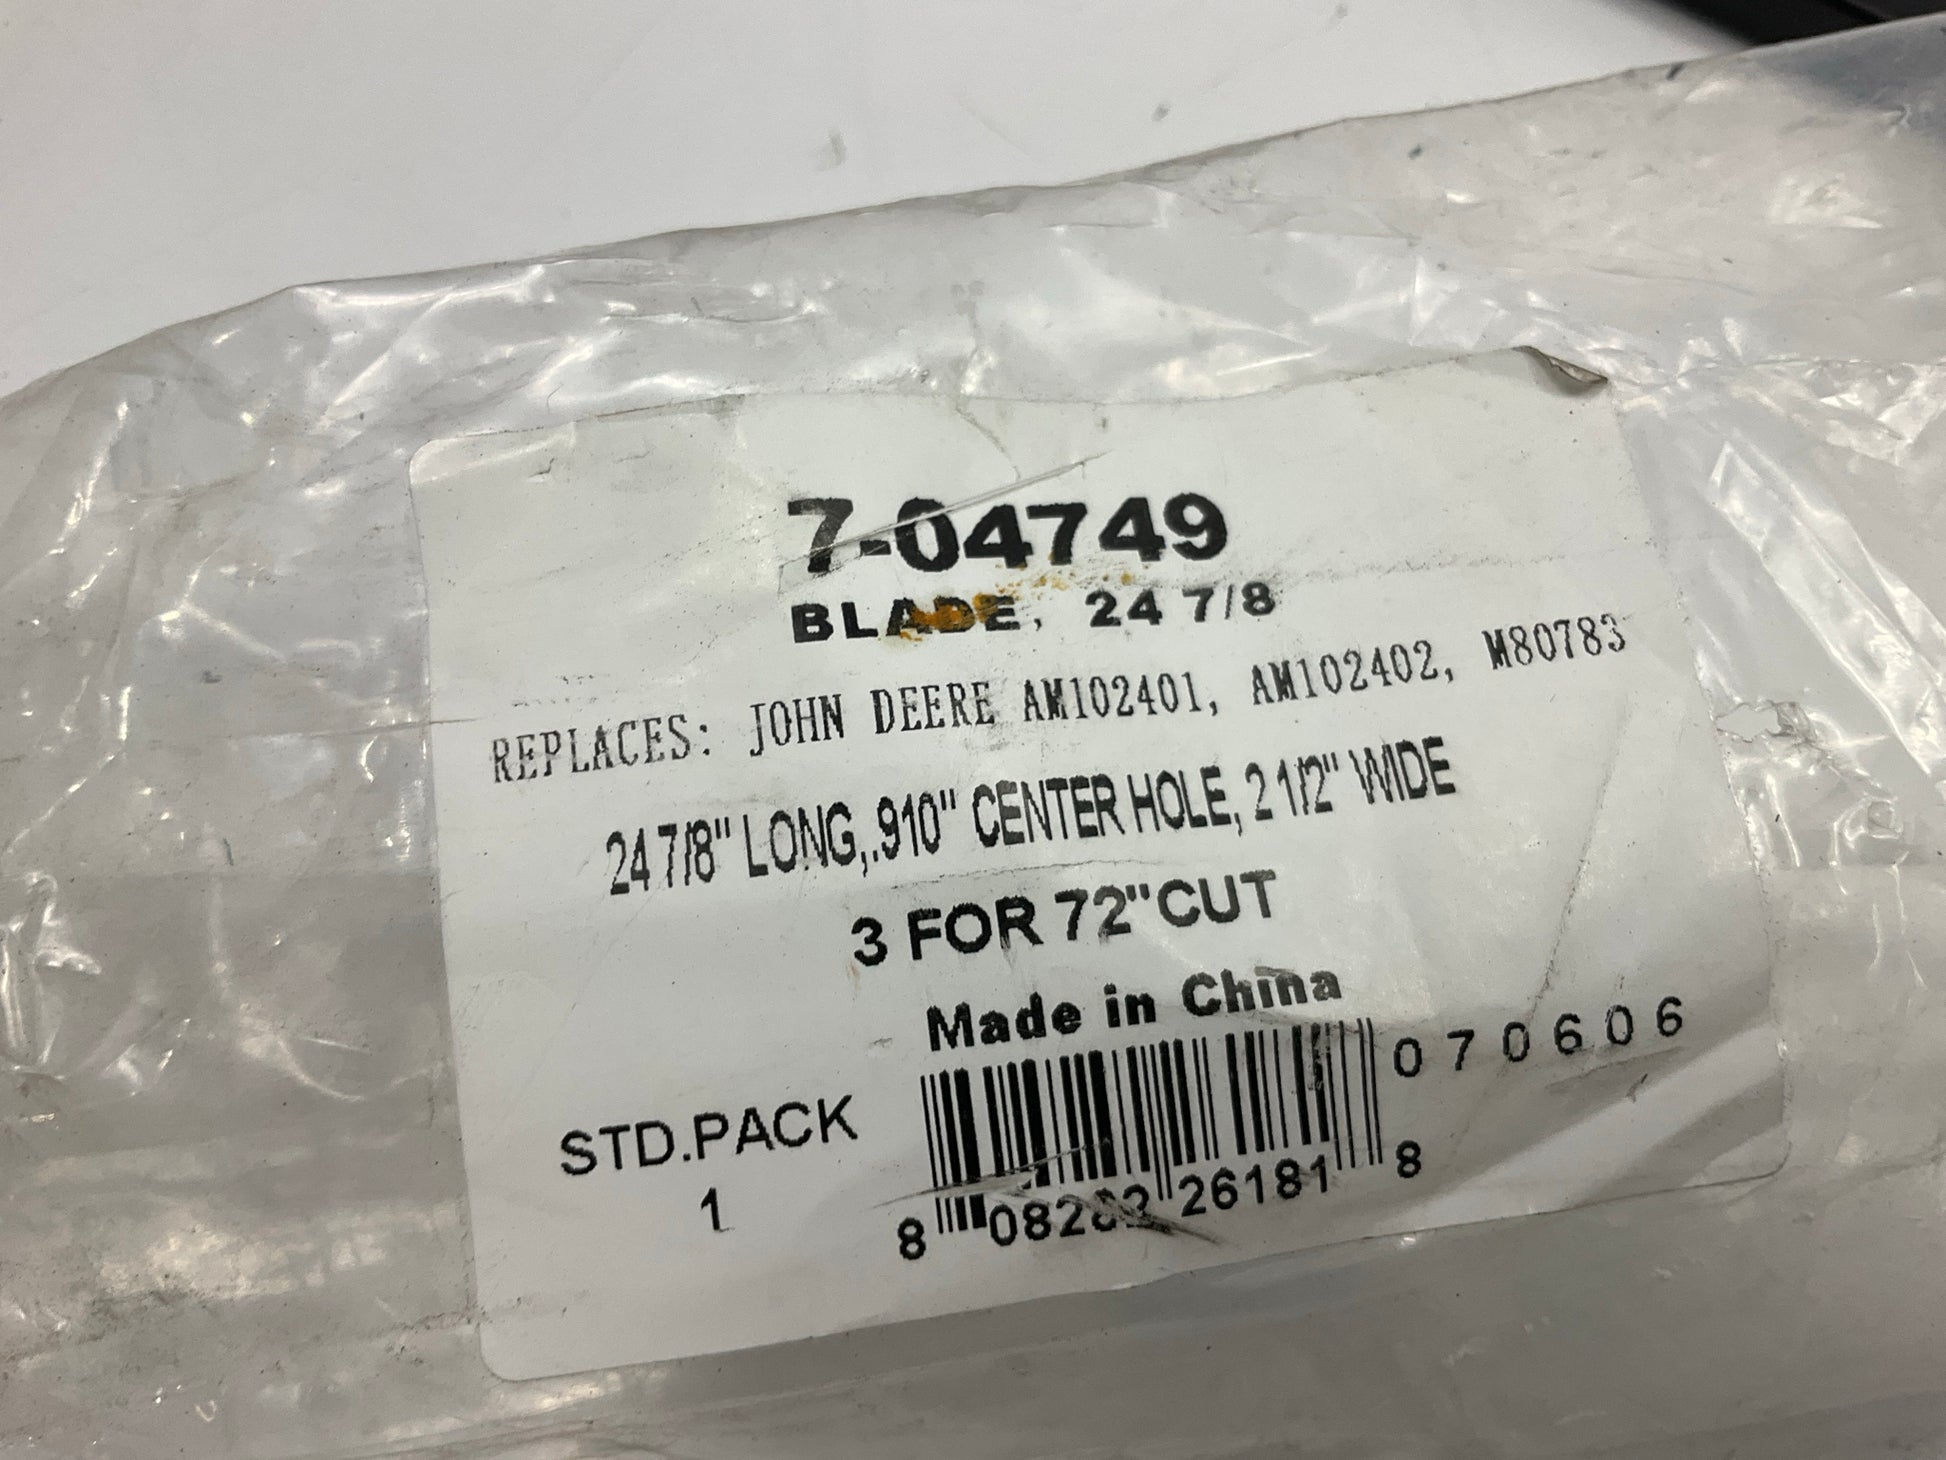 7-04749
BLADE, 24 7/8
REPLACES: JOHN DEERE AM102401, AM102402, M80783
24 7/8" LONG,.910" CENTER HOLE, 2 1/2" WIDE
3 FOR 72"CUT
Made in China
070606
STD.PACK
1
8 08282 26181 8